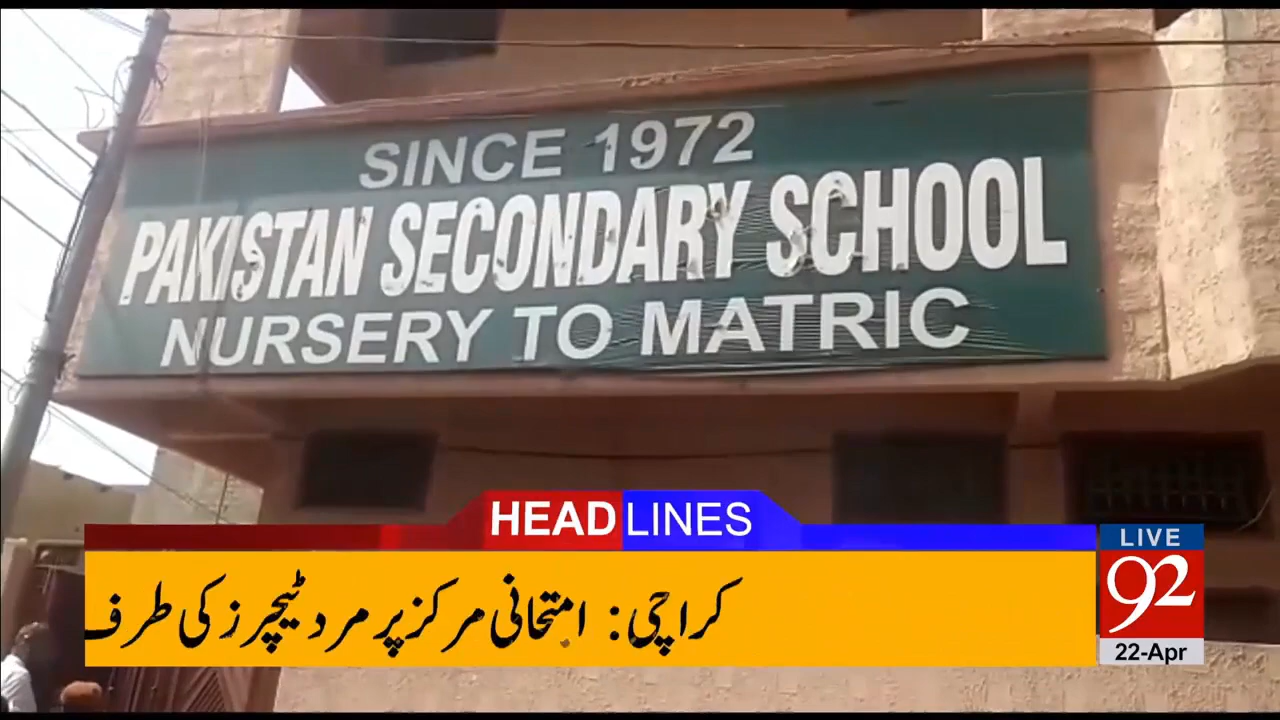 SINCE 1972
PAKISTAN SECONDARY SCHOOL
NURSERY TO MATRIC
HEADLINES
کراچی: امتحانی مرکز پر مرد ٹیچرز کی طرف
LIVE
92
22-Apr